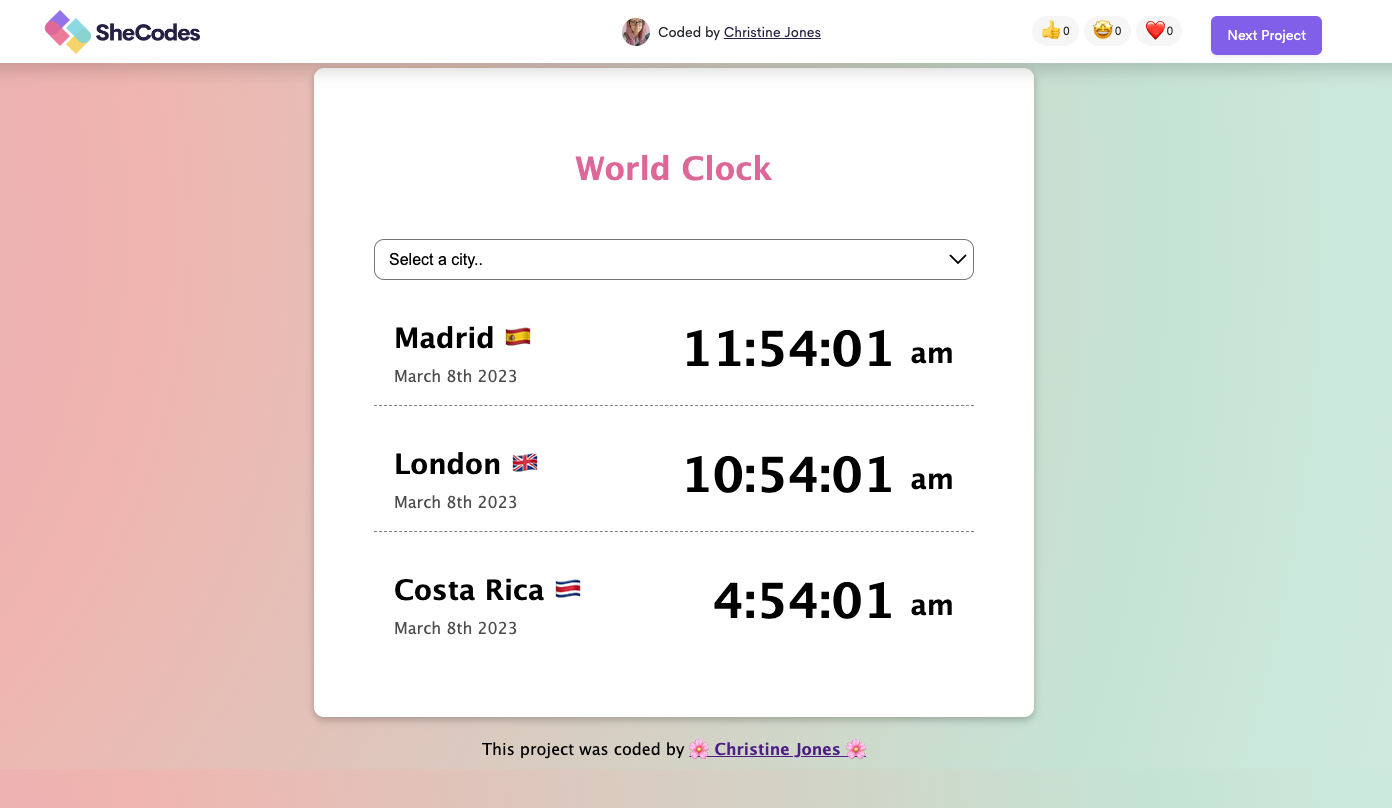 SheCodes
Coded by Christine Jones
👍 0 🤩 0 ❤️ 0
Next Project
World Clock
Select a city..
Madrid 🇪🇸
11:54:01 am
March 8th 2023
London 🇬🇧
10:54:01 am
March 8th 2023
Costa Rica 🇨🇷
4:54:01 am
March 8th 2023
This project was coded by 🌸 Christine Jones 🌸